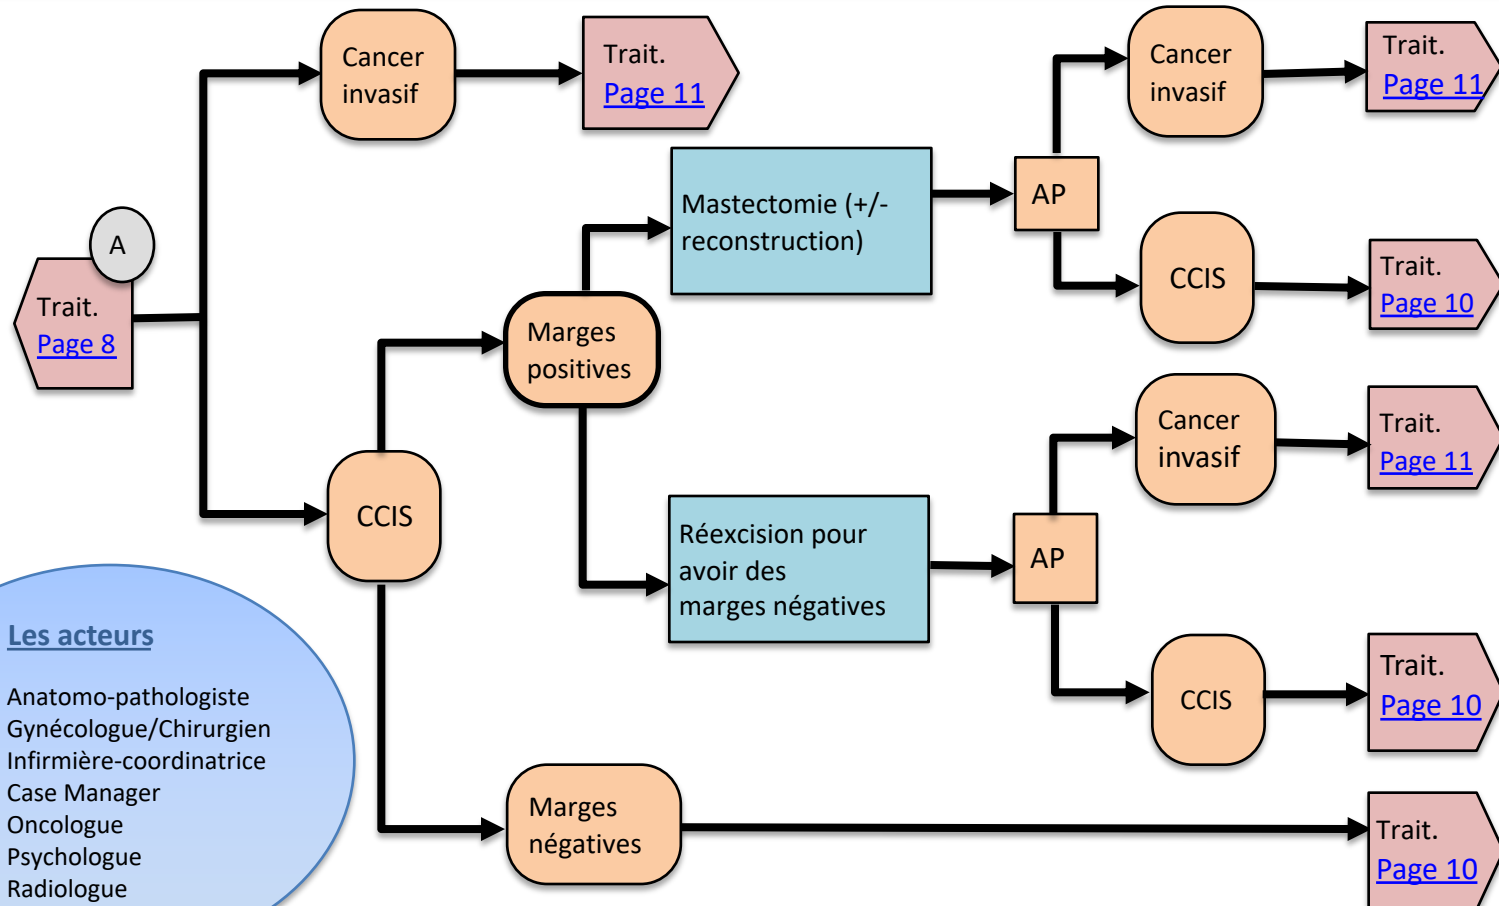 Cancer
invasif
Trait.
Page 11
Cancer
invasif
Trait.
Page 11
Mastectomie (+/-
reconstruction)
AP
A
Trait.
Page 8
CCIS
Trait.
Page 10
Marges
positives
Cancer
invasif
Trait.
Page 11
CCIS
Réexcision pour
avoir des
marges négatives
AP
Les acteurs
Anatomo-pathologiste
Gynécologue/Chirurgien
Infirmière-coordinatrice
Case Manager
Oncologue
Psychologue
Radiologue
CCIS
Trait.
Page 10
Marges
négatives
Trait.
Page 10